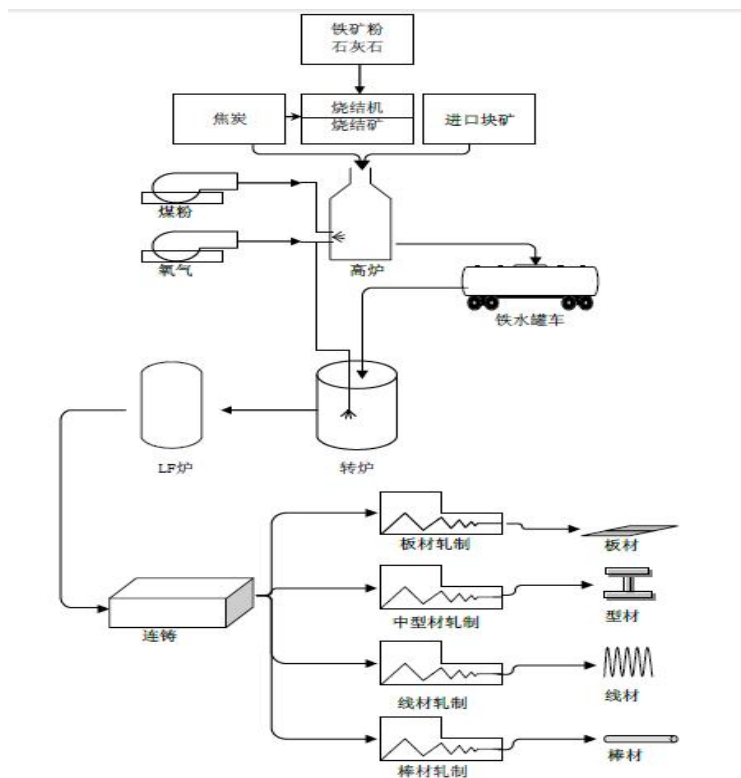 铁矿粉
石灰石
焦炭
烧结机
烧结矿
进口块矿
煤粉
氧气
高炉
铁水罐车
LF炉
转炉
板材轧制
板材
中型材轧制
型材
连铸
线材轧制
线材
棒材轧制
棒材